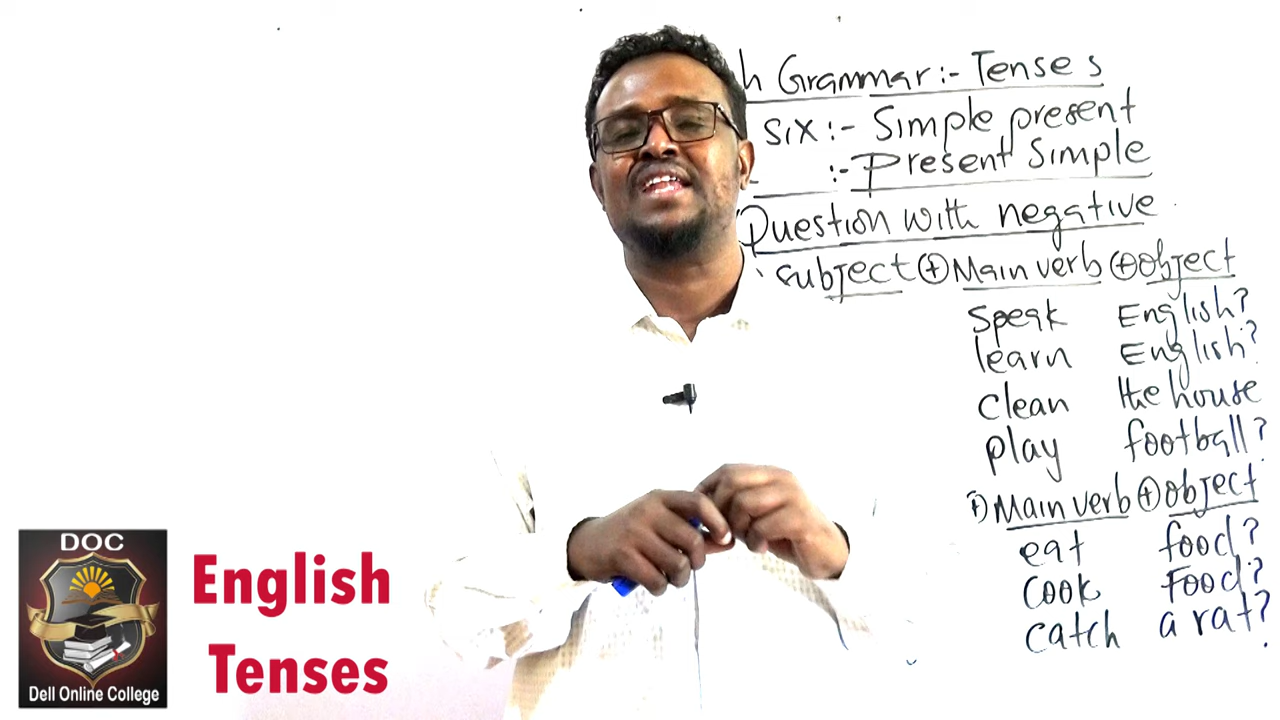 h Grammar:- Tenses
six:- Simple present
:- Present Simple
Question with negative
subject + Main verb + object
speak English?
learn English?
clean the house
play football?
Main verb + object
eat food?
cook Food?
catch a rat?
DOC
Dell Online College
English
Tenses